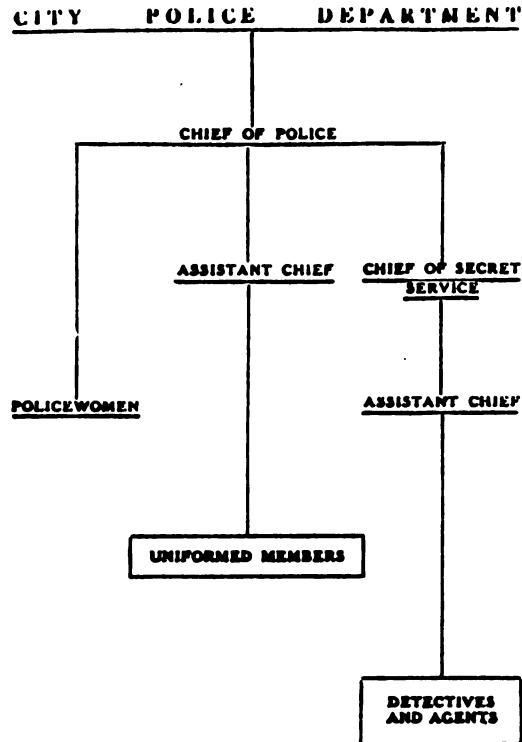 CITY POLICE DEPARTMENT
CHIEF OF POLICE
ASSISTANT CHIEF
CHIEF OF SECRET
SERVICE
POLICEWOMEN
ASSISTANT CHIEF
UNIFORMED MEMBERS
DETECTIVES
AND AGENTS